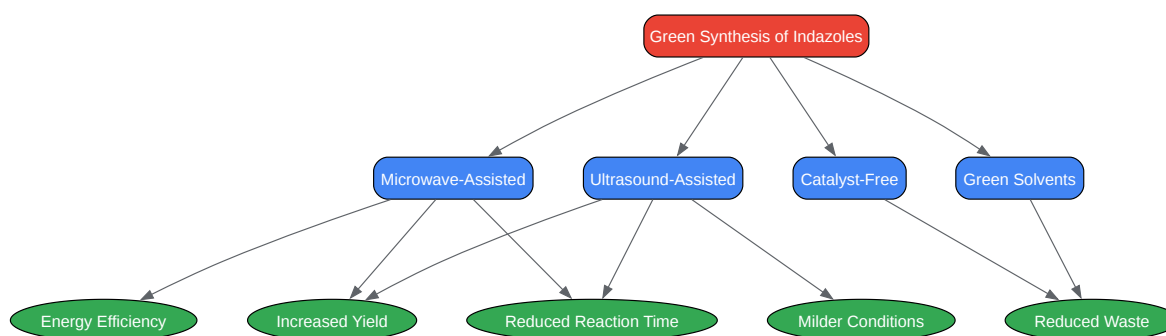 Green Synthesis of Indazoles
Microwave-Assisted
Ultrasound-Assisted
Catalyst-Free
Green Solvents
Energy Efficiency
Increased Yield
Reduced Reaction Time
Milder Conditions
Reduced Waste